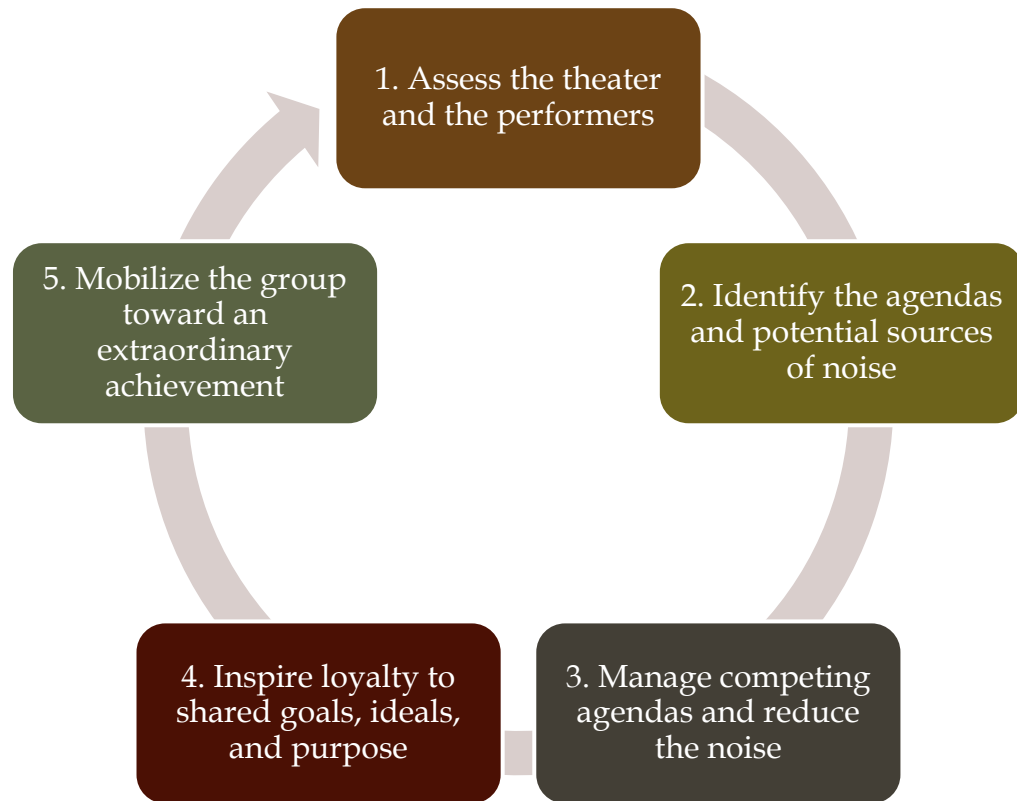 1. Assess the theater
and the performers
2. Identify the agendas
and potential sources
of noise
3. Manage competing
agendas and reduce
the noise
4. Inspire loyalty to
shared goals, ideals,
and purpose
5. Mobilize the group
toward an
extraordinary
achievement